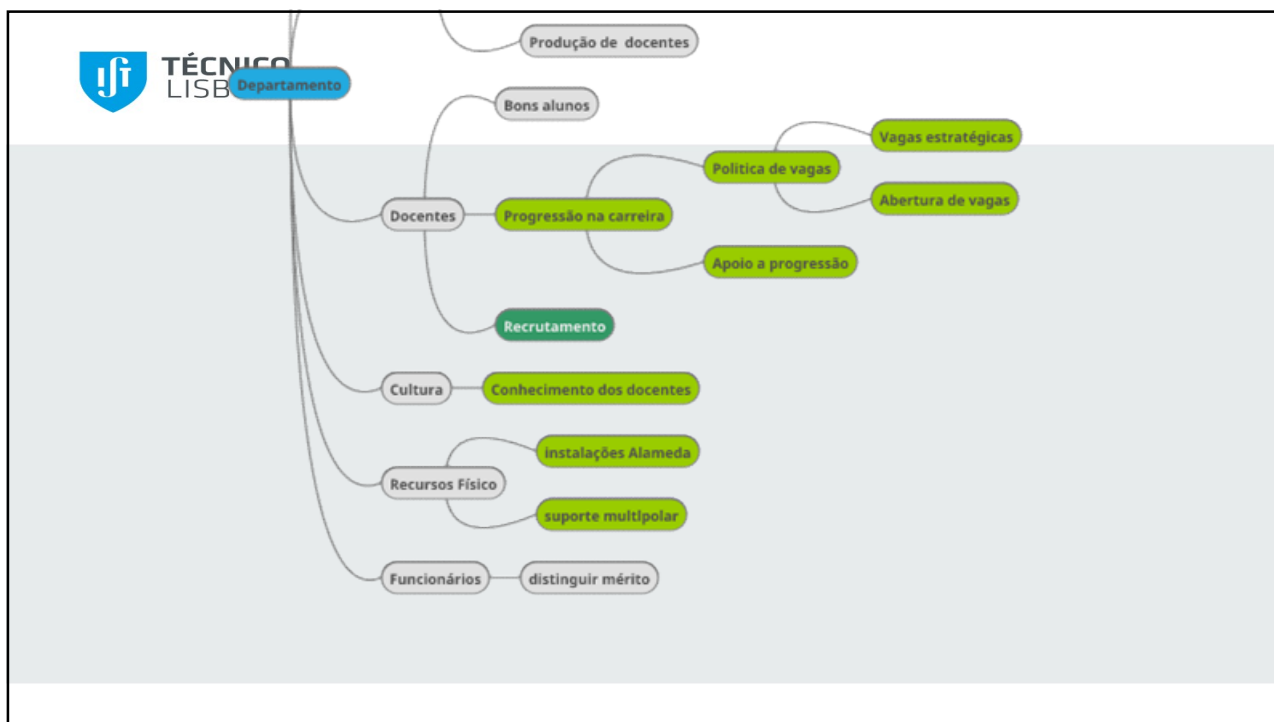 Produção de docentes
TÉCNICO
LISB
Departamento
Bons alunos
Vagas estratégicas
Politica de vagas
Abertura de vagas
Docentes
Progressão na carreira
Apoio a progressão
Recrutamento
Cultura
Conhecimento dos docentes
instalações Alameda
Recursos Físico
suporte multipolar
Funcionários
distinguir mérito